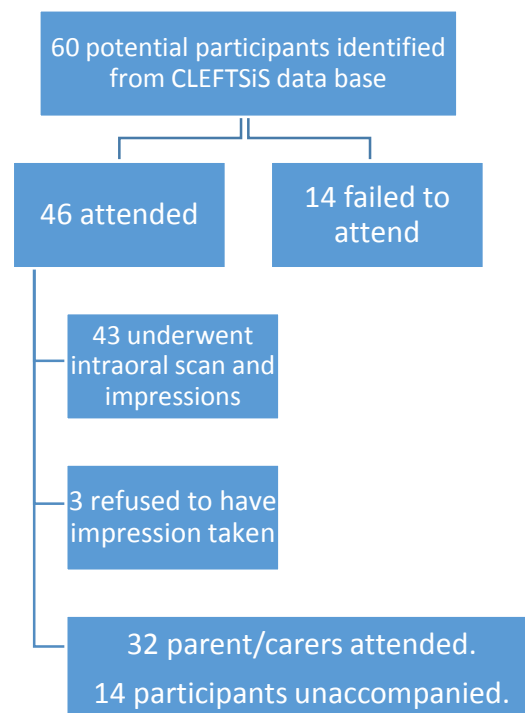 60 potential participants identified
from CLEFTSiS data base
46 attended
14 failed to
attend
43 underwent
intraoral scan and
impressions
3 refused to have
impression taken
32 parent/carers attended.
14 participants unaccompanied.